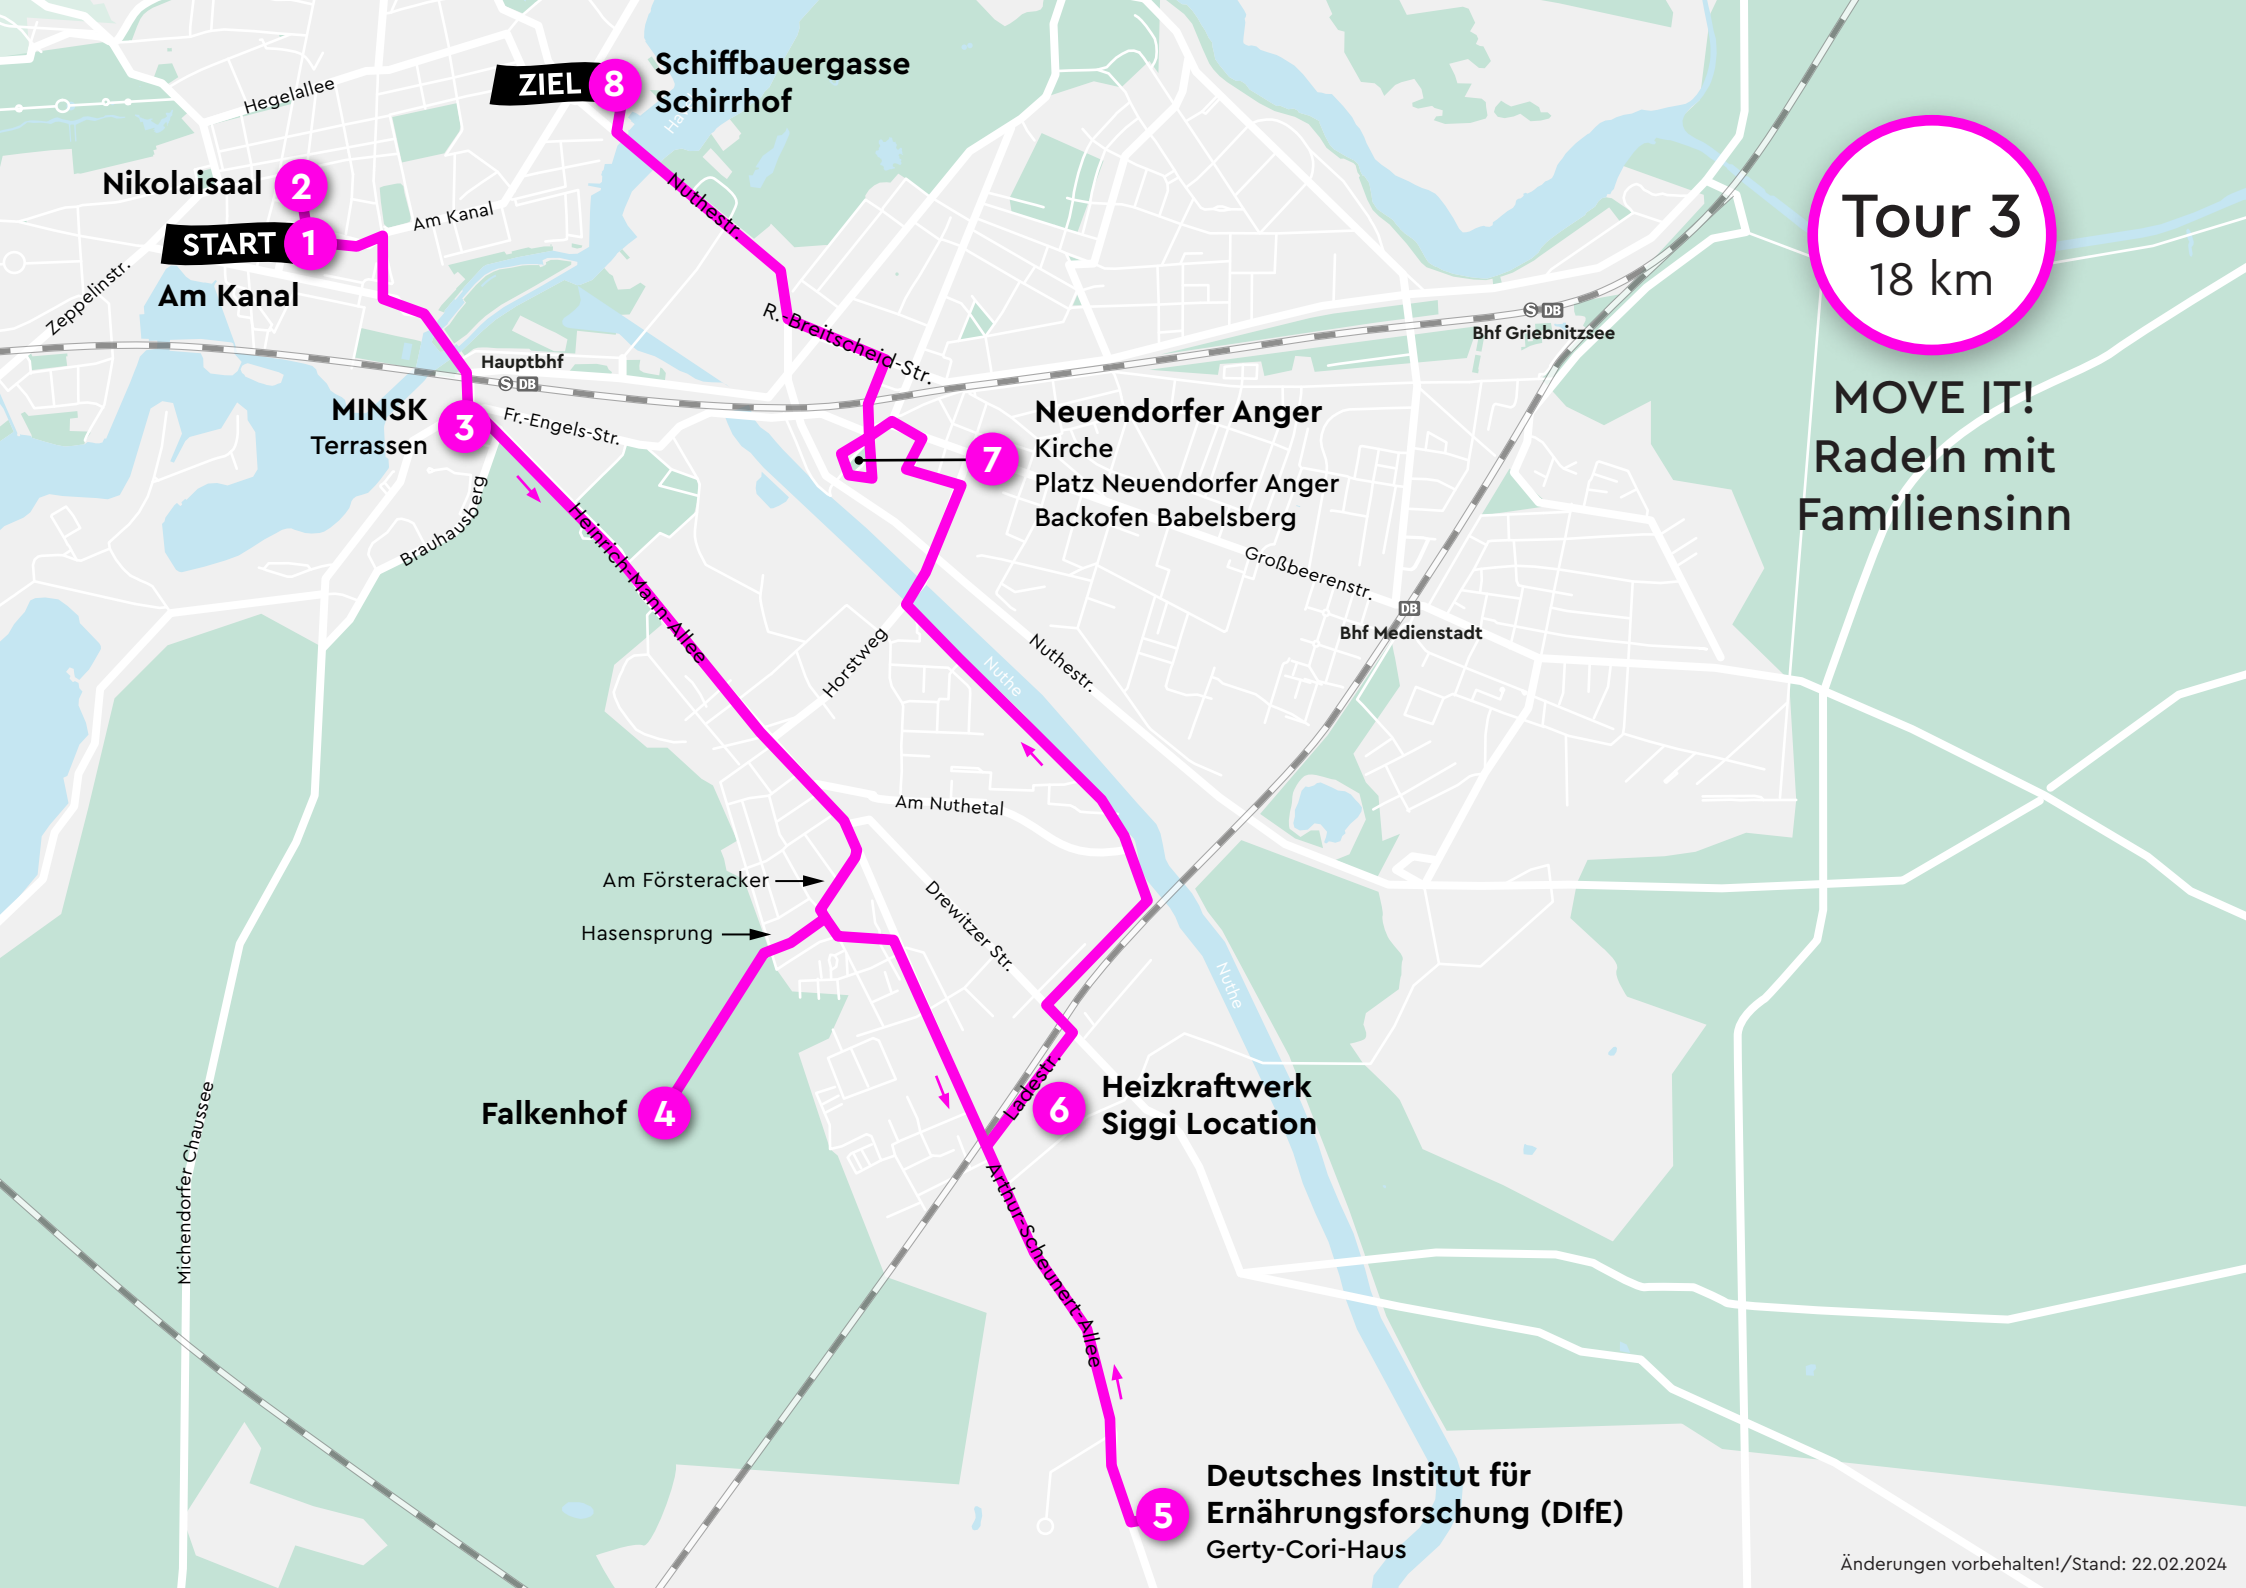 Hegelallee
ZIEL 8
Schiffbauergasse
Schirrhof
Nikolaisaal 2
START 1
Am Kanal
Am Kanal
Zeppelinstr.
Nuthestr.
R.-Breitscheid-Str.
Hauptbhf
S DB
MINSK
Terrassen
3
Fr.-Engels-Str.
Brauhausberg
Heinrich-Mann-Allee
7
Neuendorfer Anger
Kirche
Platz Neuendorfer Anger
Backofen Babelsberg
S DB
Bhf Griebnitzsee
Tour 3
18 km
MOVE IT!
Radeln mit
Familiensinn
Großbeerenstr.
DB
Bhf Medienstadt
Horstweg
Nuthe
Nuthestr.
Am Nuthetal
Am Försteracker
Hasensprung
Drewitzer Str.
Nuthe
Falkenhof 4
Ladestr.
6
Heizkraftwerk
Siggi Location
Michendorfer Chaussee
Arthur-Scheunert-Allee
5
Deutsches Institut für
Ernährungsforschung (DIfE)
Gerty-Cori-Haus
Änderungen vorbehalten!/Stand: 22.02.2024